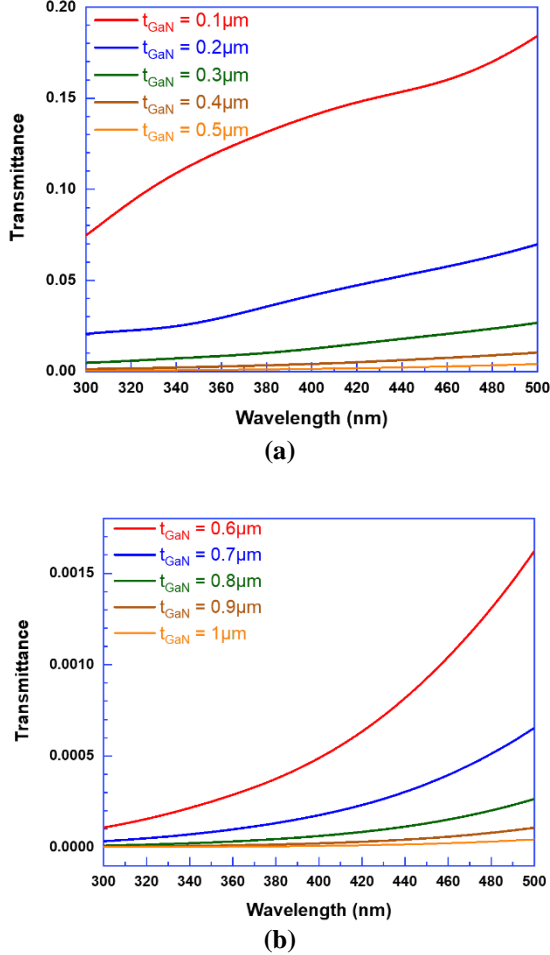 0.20
t_GaN = 0.1μm
t_GaN = 0.2μm
t_GaN = 0.3μm
t_GaN = 0.4μm
t_GaN = 0.5μm
0.15
0.10
0.05
0.00
Transmittance
300 320 340 360 380 400 420 440 460 480 500
Wavelength (nm)
(a)
t_GaN = 0.6μm
t_GaN = 0.7μm
t_GaN = 0.8μm
t_GaN = 0.9μm
t_GaN = 1μm
0.0015
0.0010
0.0005
0.0000
Transmittance
300 320 340 360 380 400 420 440 460 480 500
Wavelength (nm)
(b)